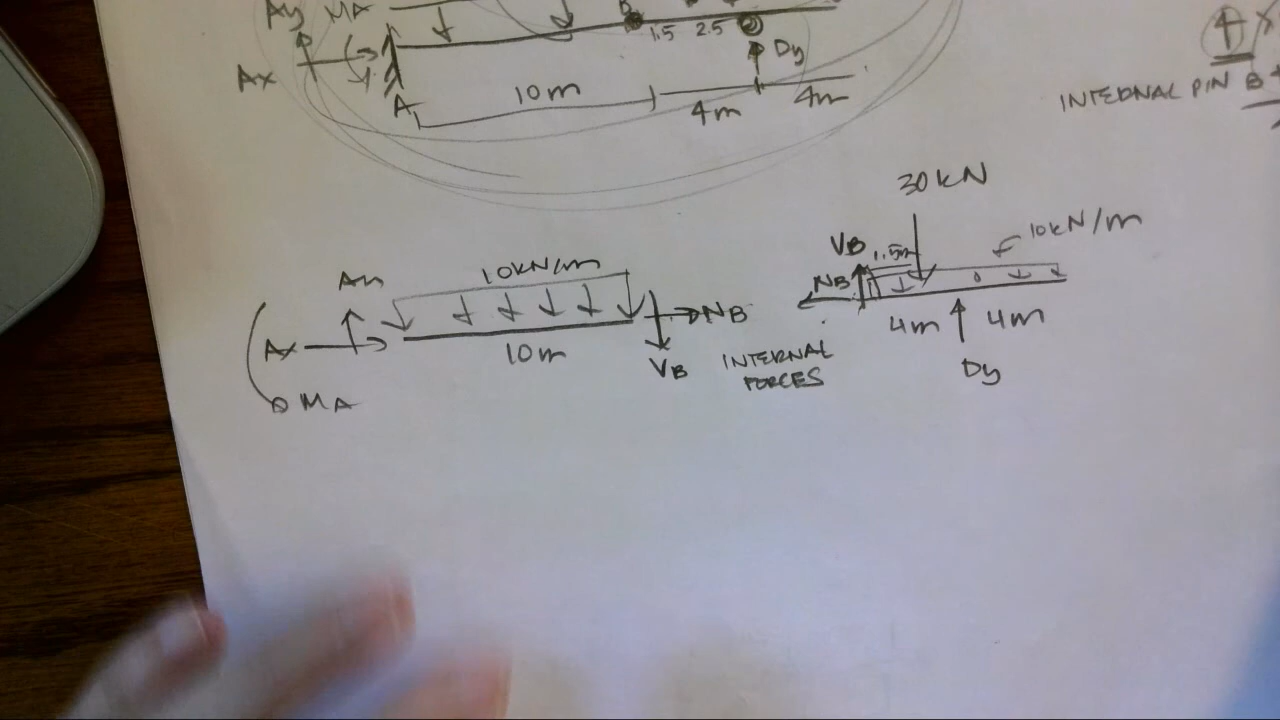 Ay MA
B
1.5 2.5
Dy
Ax
A
10m
4m
4m
4
INTERNAL PIN B
30kN
10kN/m
VB 1.5m
NB
4m 4m
Dy
10kN/m
Ax
10m
NB
VB
INTERNAL
FORCES
MA